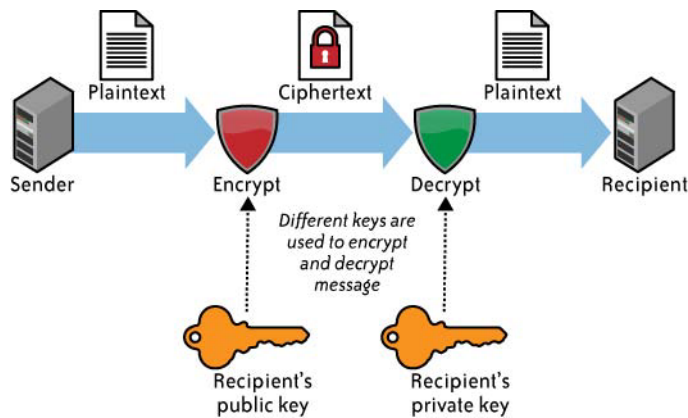 Plaintext
Ciphertext
Plaintext
Sender
Encrypt
Decrypt
Recipient
Different keys are
used to encrypt
and decrypt
message
Recipient's
public key
Recipient's
private key